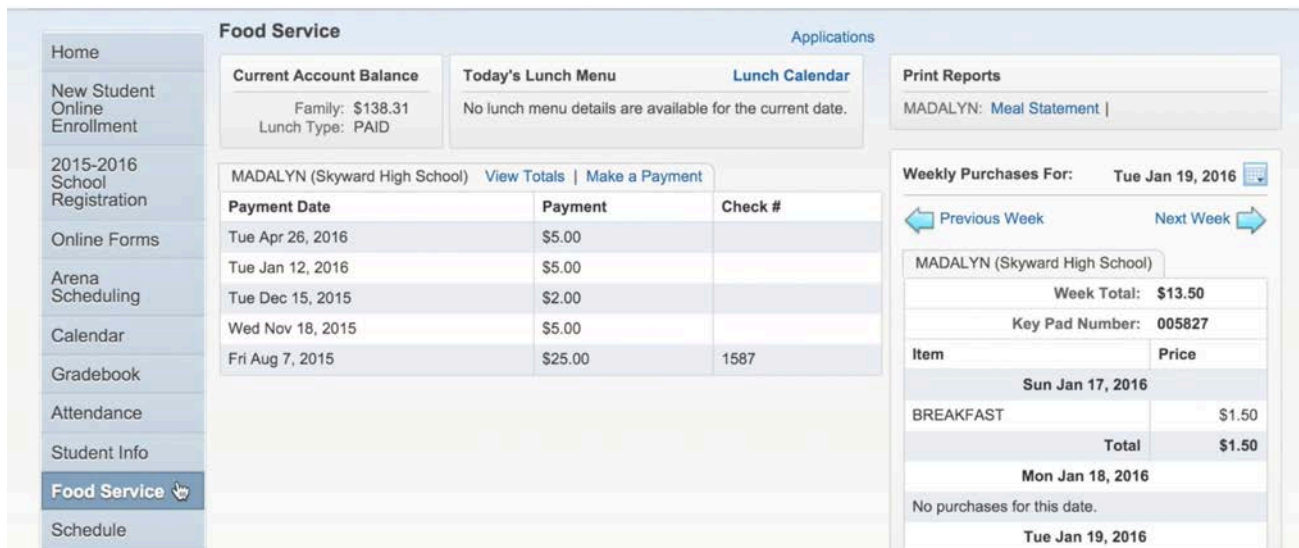 Home
New Student
Online
Enrollment
2015-2016
School
Registration
Online Forms
Arena
Scheduling
Calendar
Gradebook
Attendance
Student Info
Food Service
Schedule
Food Service
Applications
Current Account Balance
Family: $138.31
Lunch Type: PAID
Today's Lunch Menu Lunch Calendar
No lunch menu details are available for the current date.
MADALYN (Skyward High School) View Totals | Make a Payment
Payment Date Payment Check #
Tue Apr 26, 2016 $5.00
Tue Jan 12, 2016 $5.00
Tue Dec 15, 2015 $2.00
Wed Nov 18, 2015 $5.00
Fri Aug 7, 2015 $25.00 1587
Print Reports
MADALYN: Meal Statement |
Weekly Purchases For: Tue Jan 19, 2016
Previous Week Next Week
MADALYN (Skyward High School)
Week Total: $13.50
Key Pad Number: 005827
Item Price
Sun Jan 17, 2016
BREAKFAST $1.50
Total $1.50
Mon Jan 18, 2016
No purchases for this date.
Tue Jan 19, 2016